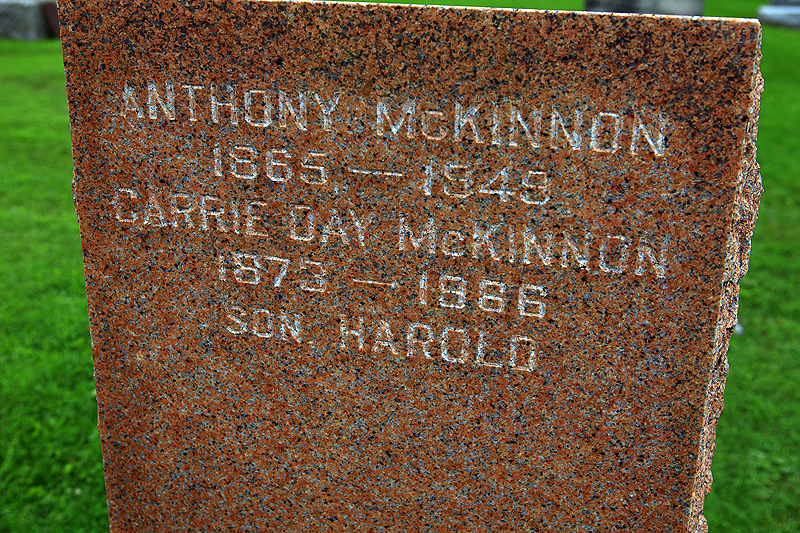 ANTHONY McKINNON
1865 — 1949
CARRIE DAY McKINNON
1873 — 1966
SON, HAROLD